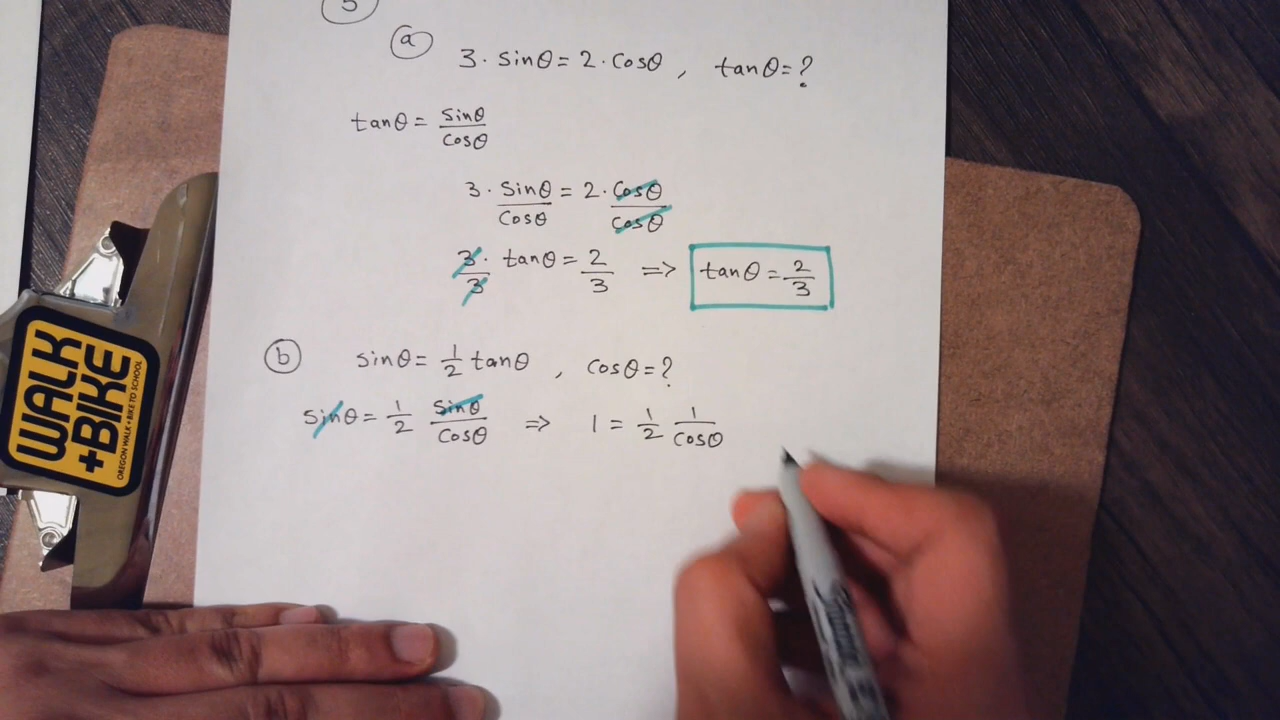 5
a 3 · sinθ = 2 · cosθ , tanθ = ?
tanθ = sinθ/cosθ
3 · sinθ/cosθ = 2 · cosθ/cosθ
3/3 · tanθ = 2/3 => tanθ = 2/3
b sinθ = 1/2 tanθ , cosθ = ?
sinθ = 1/2 sinθ/cosθ => 1 = 1/2 1/cosθ
WALK
+BIKE
OREGON WALK+BIKE TO SCHOOL